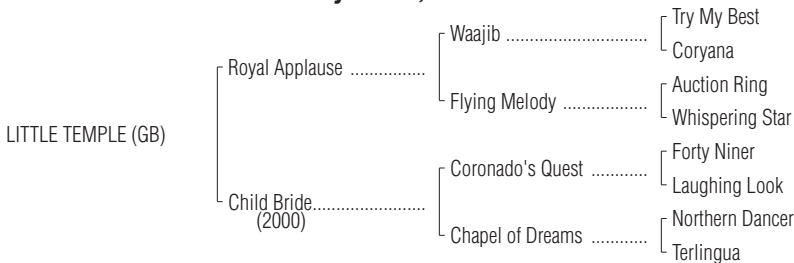 Try My Best
Waajib ..............................
Coryana
Royal Applause ................
Auction Ring
Flying Melody ..................
Whispering Star
LITTLE TEMPLE (GB)
Forty Niner
Coronado's Quest ............
Laughing Look
Child Bride........................
(2000)
Northern Dancer
Chapel of Dreams ............
Terlingua